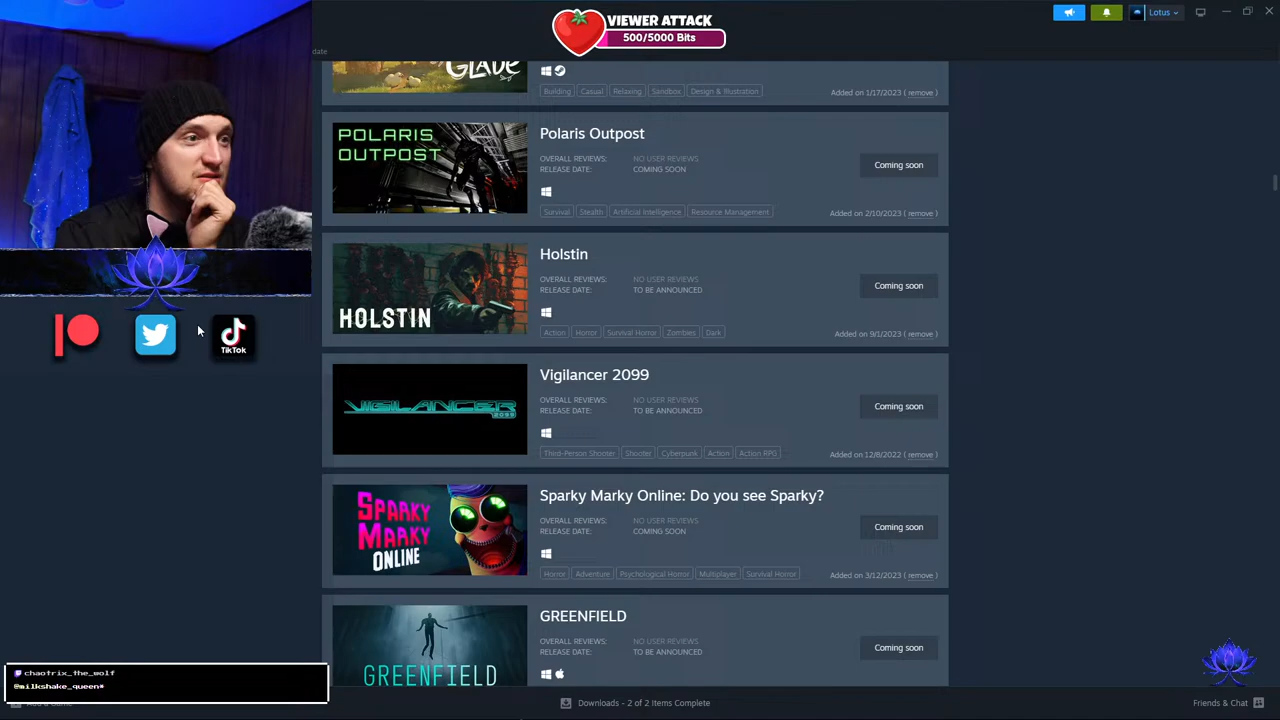 VIEWER ATTACK
500/5000 Bits
Lotus
date
GLADE
Building Casual Relaxing Sandbox Design & Illustration
Added on 1/17/2023 ( remove )
POLARIS
OUTPOST
Polaris Outpost
OVERALL REVIEWS: NO USER REVIEWS
RELEASE DATE: COMING SOON
Coming soon
Survival Stealth Artificial Intelligence Resource Management
Added on 2/10/2023 ( remove )
HOLSTIN
Holstin
OVERALL REVIEWS: NO USER REVIEWS
RELEASE DATE: TO BE ANNOUNCED
Coming soon
Action Horror Survival Horror Zombies Dark
Added on 9/1/2023 ( remove )
TikTok
VIGILANCER
2099
Vigilancer 2099
OVERALL REVIEWS: NO USER REVIEWS
RELEASE DATE: TO BE ANNOUNCED
Coming soon
Third-Person Shooter Shooter Cyberpunk Action Action RPG
Added on 12/8/2022 ( remove )
SPARKY
MARKY
ONLINE
Sparky Marky Online: Do you see Sparky?
OVERALL REVIEWS: NO USER REVIEWS
RELEASE DATE: COMING SOON
Coming soon
Horror Adventure Psychological Horror Multiplayer Survival Horror
Added on 3/12/2023 ( remove )
GREENFIELD
GREENFIELD
OVERALL REVIEWS: NO USER REVIEWS
RELEASE DATE: TO BE ANNOUNCED
Coming soon
chaotrix_the_wolf
@milkshake_queen*
Add a Game
Downloads - 2 of 2 Items Complete
Friends & Chat